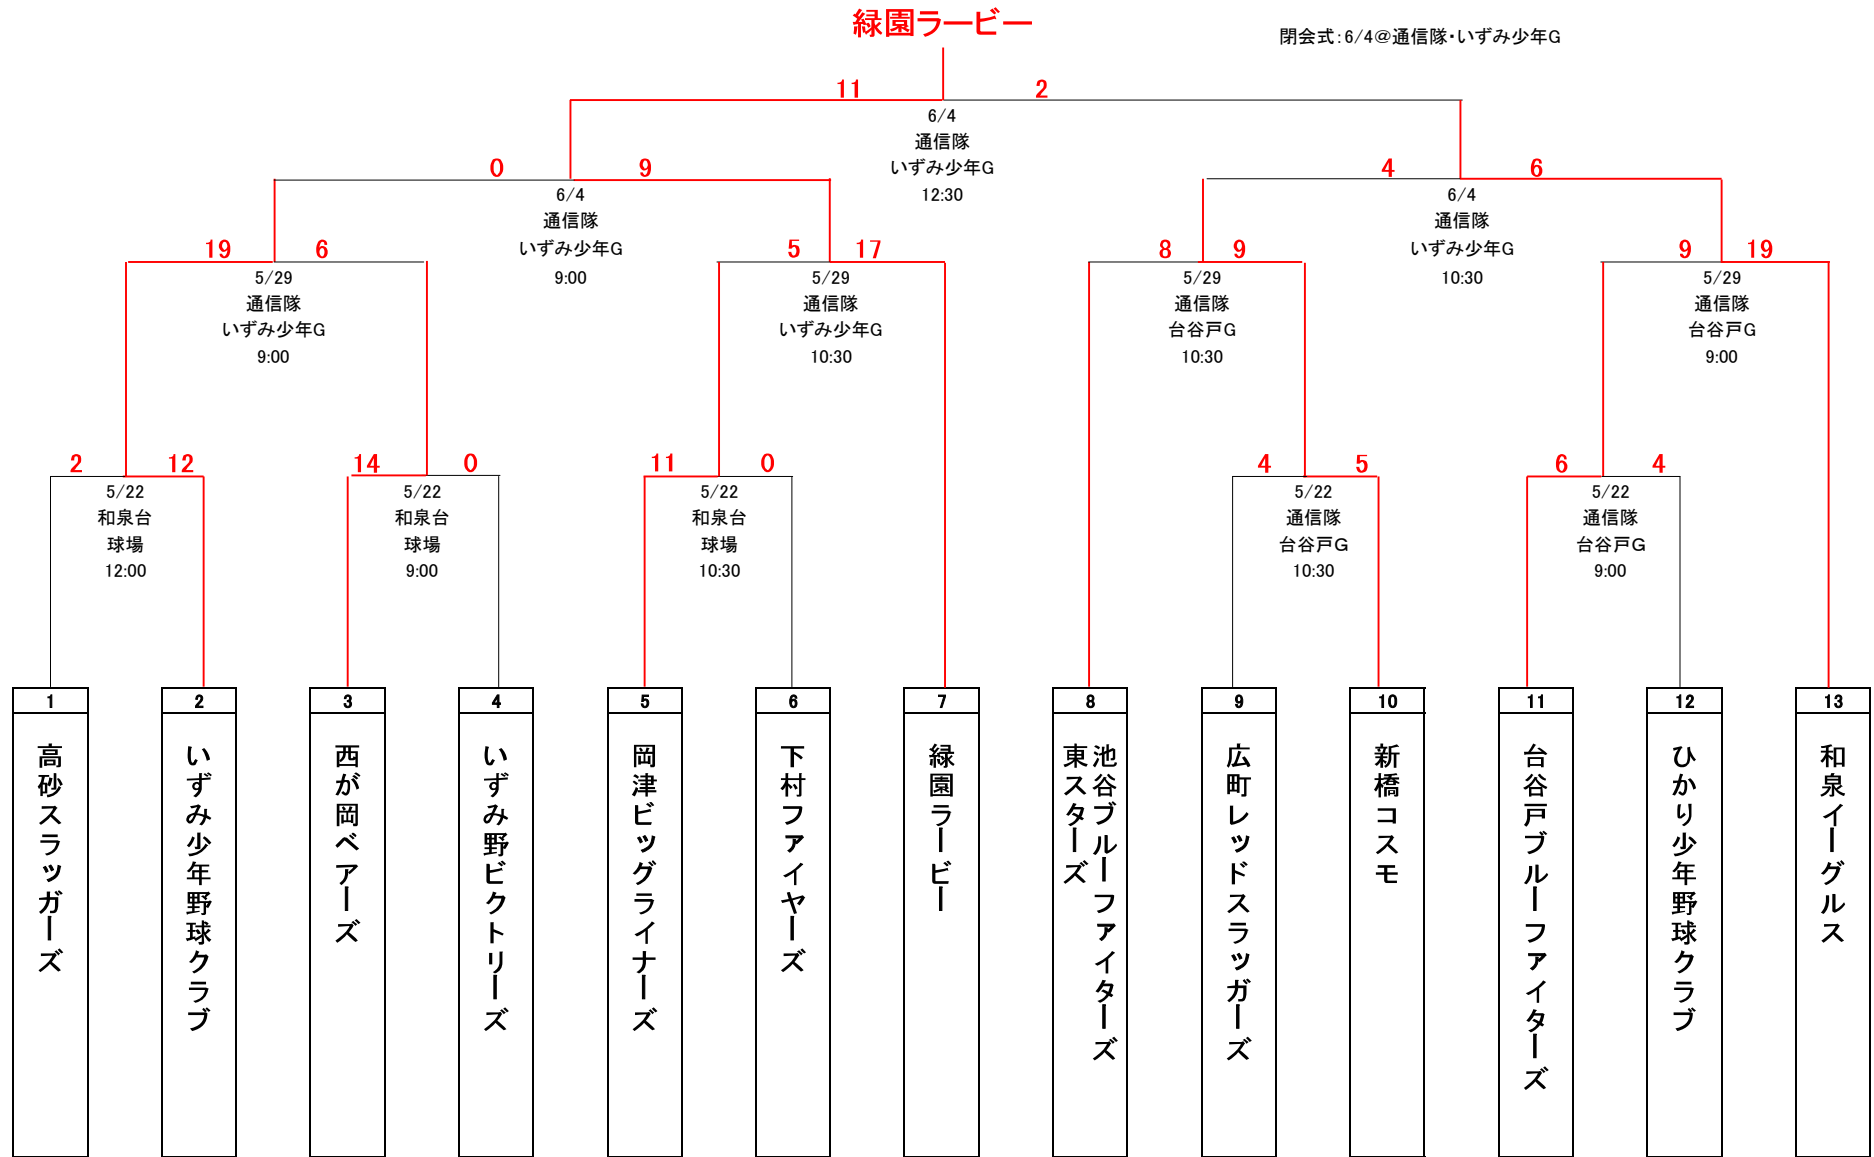 緑園ラービー
閉会式：6/4＠通信隊・いずみ少年G
11
2
6/4
通信隊
いずみ少年G
12:30
0
9
6/4
通信隊
いずみ少年G
9:00
4
6
6/4
通信隊
いずみ少年G
10:30
19
6
5/29
通信隊
いずみ少年G
9:00
5
17
5/29
通信隊
いずみ少年G
10:30
8
9
5/29
通信隊
台谷戸G
10:30
9
19
5/29
通信隊
台谷戸G
9:00
2
12
5/22
和泉台
球場
12:00
14
0
5/22
和泉台
球場
9:00
11
0
5/22
和泉台
球場
10:30
4
5
5/22
通信隊
台谷戸G
10:30
6
4
5/22
通信隊
台谷戸G
9:00
1
高砂スラッガーズ
2
いずみ少年野球クラブ
3
西が岡ベアーズ
4
いずみ野ビクトリーズ
5
岡津ビッグライナーズ
6
下村ファイヤーズ
7
緑園ラービー
8
池谷ブルーファイターズ
東スターズ
9
広町レッドスラッガーズ
10
新橋コスモ
11
台谷戸ブルーファイターズ
12
ひかり少年野球クラブ
13
和泉イーグルス